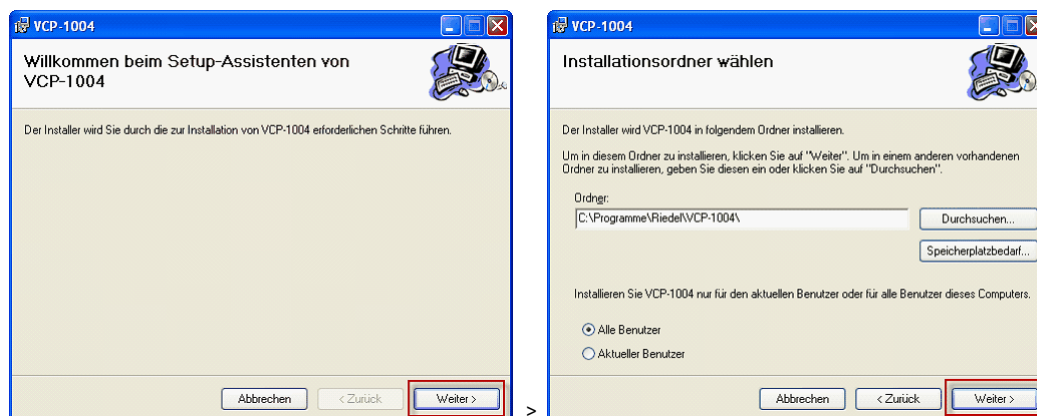 VCP-1004
Willkommen beim Setup-Assistenten von
VCP-1004
Der Installer wird Sie durch die zur Installation von VCP-1004 erforderlichen Schritte führen.
Abbrechen
< Zurück
Weiter >
>
VCP-1004
Installationsordner wählen
Der Installer wird VCP-1004 in folgendem Ordner installieren.
Um in diesem Ordner zu installieren, klicken Sie auf "Weiter". Um in einem anderen vorhandenen
Ordner zu installieren, geben Sie diesen ein oder klicken Sie auf "Durchsuchen".
Ordner:
C:\Programme\Riedel\VCP-1004\
Durchsuchen...
Speicherplatzbedarf...
Installieren Sie VCP-1004 nur für den aktuellen Benutzer oder für alle Benutzer dieses Computers.
Alle Benutzer
Aktueller Benutzer
Abbrechen
< Zurück
Weiter >